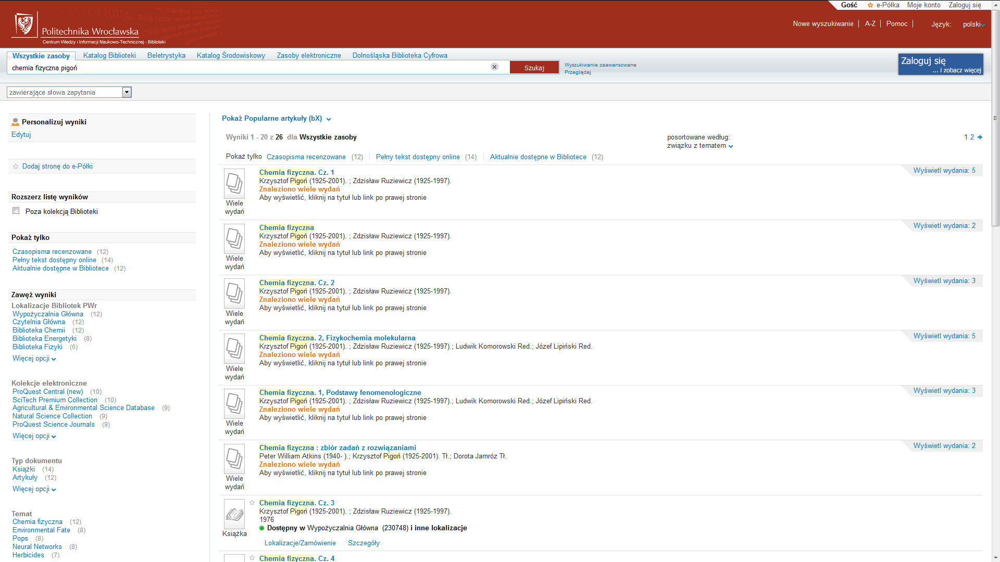 Gość e-Półka Moje konto Zaloguj się
Nowe wyszukiwanie A-Z Pomoc Język: polski
Politechnika Wrocławska
Centrum Wiedzy i Informacji Naukowo-Technicznej - Biblioteki
Wszystkie zasoby Katalog Biblioteki Beletrystyka Katalog Środowiskowy Zasoby elektroniczne Dolnośląska Biblioteka Cyfrowa
chemia fizyczna pigoń Szukaj
Wyszukiwanie zaawansowane
Przeglądaj
Zaloguj się
... i zobacz więcej
zawierające słowa zapytania
Personalizuj wyniki
Edytuj
Dodaj stronę do e-Półki
Rozszerz listę wyników
Poza kolekcją Biblioteki
Pokaż tylko
Czasopisma recenzowane (12)
Pełny tekst dostępny online (14)
Aktualnie dostępne w Bibliotece (12)
Zawęź wyniki
Lokalizacje Bibliotek PWr
Wypożyczalnia Główna (12)
Czytelnia Główna (12)
Biblioteka Chemii (12)
Biblioteka Energetyki (8)
Biblioteka Fizyki (6)
Więcej opcji
Kolekcje elektroniczne
ProQuest Central (new) (10)
SciTech Premium Collection (10)
Agricultural & Environmental Science Database (9)
Natural Science Collection (9)
ProQuest Science Journals (9)
Więcej opcji
Typ dokumentu
Książki (14)
Artykuły (12)
Więcej opcji
Temat
Chemia fizyczna (12)
Environmental Fate (8)
Pops (8)
Neural Networks (8)
Herbicides (7)
Pokaż Popularne artykuły (bX)
Wyniki 1 - 20 z 26 dla Wszystkie zasoby
posortowane według:
związku z tematem
1 2
Pokaż tylko Czasopisma recenzowane (12) Pełny tekst dostępny online (14) Aktualnie dostępne w Bibliotece (12)
Chemia fizyczna. Cz. 1
Krzysztof Pigoń (1925-2001). ; Zdzisław Ruziewicz (1925-1997).
Znaleziono wiele wydań
Aby wyświetlić, kliknij na tytuł lub link po prawej stronie
Wiele
wydań
Wyświetl wydania: 5
Chemia fizyczna
Krzysztof Pigoń (1925-2001). ; Zdzisław Ruziewicz (1925-1997).
Znaleziono wiele wydań
Aby wyświetlić, kliknij na tytuł lub link po prawej stronie
Wiele
wydań
Wyświetl wydania: 2
Chemia fizyczna. Cz. 2
Krzysztof Pigoń (1925-2001). ; Zdzisław Ruziewicz (1925-1997).
Znaleziono wiele wydań
Aby wyświetlić, kliknij na tytuł lub link po prawej stronie
Wiele
wydań
Wyświetl wydania: 3
Chemia fizyczna. 2, Fizykochemia molekularna
Krzysztof Pigoń (1925-2001). ; Zdzisław Ruziewicz (1925-1997).; Ludwik Komorowski Red.; Józef Lipiński Red.
Znaleziono wiele wydań
Aby wyświetlić, kliknij na tytuł lub link po prawej stronie
Wiele
wydań
Wyświetl wydania: 5
Chemia fizyczna. 1, Podstawy fenomenologiczne
Krzysztof Pigoń (1925-2001). ; Zdzisław Ruziewicz (1925-1997).; Ludwik Komorowski Red.; Józef Lipiński Red.
Znaleziono wiele wydań
Aby wyświetlić, kliknij na tytuł lub link po prawej stronie
Wiele
wydań
Wyświetl wydania: 3
Chemia fizyczna : zbiór zadań z rozwiązaniami
Peter William Atkins (1940- ).; Krzysztof Pigoń (1925-2001). Tł.; Dorota Jamróz Tł.
Znaleziono wiele wydań
Aby wyświetlić, kliknij na tytuł lub link po prawej stronie
Wiele
wydań
Wyświetl wydania: 2
Chemia fizyczna. Cz. 3
Krzysztof Pigoń (1925-2001). ; Zdzisław Ruziewicz (1925-1997).
1976
Dostępny w Wypożyczalnia Główna (230748) i inne lokalizacje
Książka
Lokalizacje/Zamówienie Szczegóły
Chemia fizyczna. Cz. 4